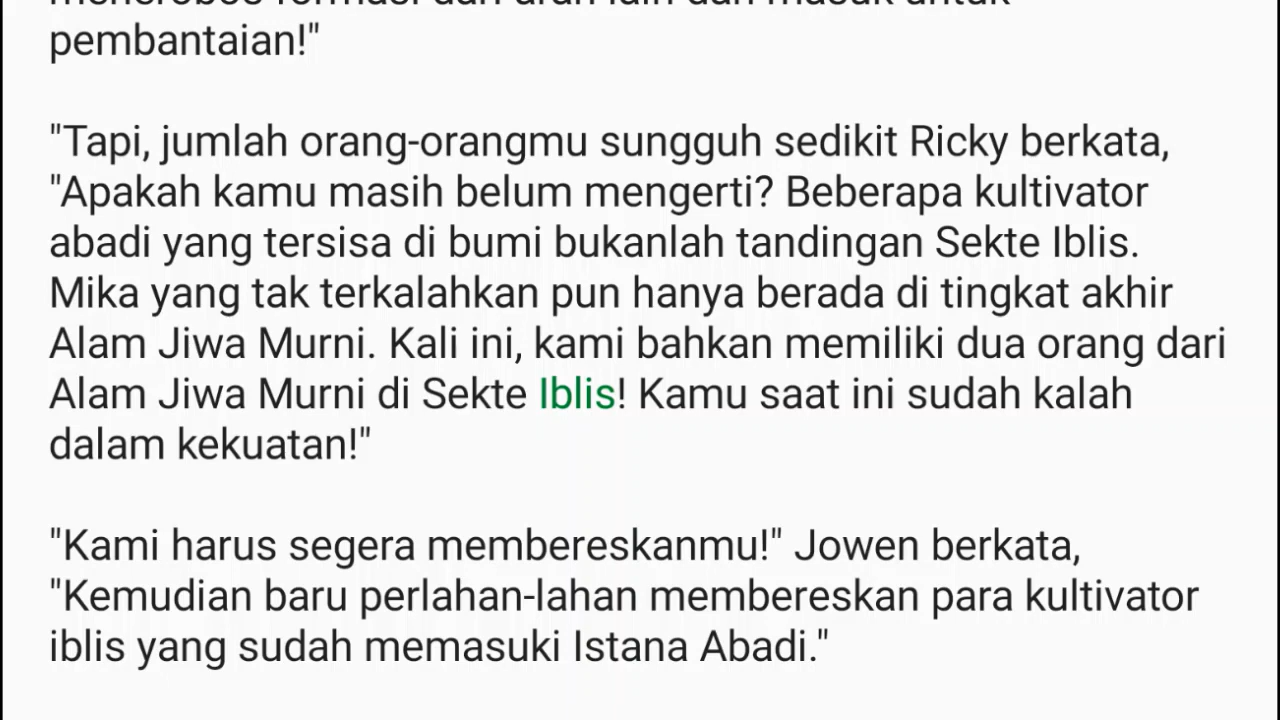 pembantaian!"
"Tapi, jumlah orang-orangmu sungguh sedikit Ricky berkata,
"Apakah kamu masih belum mengerti? Beberapa kultivator
abadi yang tersisa di bumi bukanlah tandingan Sekte Iblis.
Mika yang tak terkalahkan pun hanya berada di tingkat akhir
Alam Jiwa Murni. Kali ini, kami bahkan memiliki dua orang dari
Alam Jiwa Murni di Sekte Iblis! Kamu saat ini sudah kalah
dalam kekuatan!"
"Kami harus segera membereskanmu!" Jowen berkata,
"Kemudian baru perlahan-lahan membereskan para kultivator
iblis yang sudah memasuki Istana Abadi."